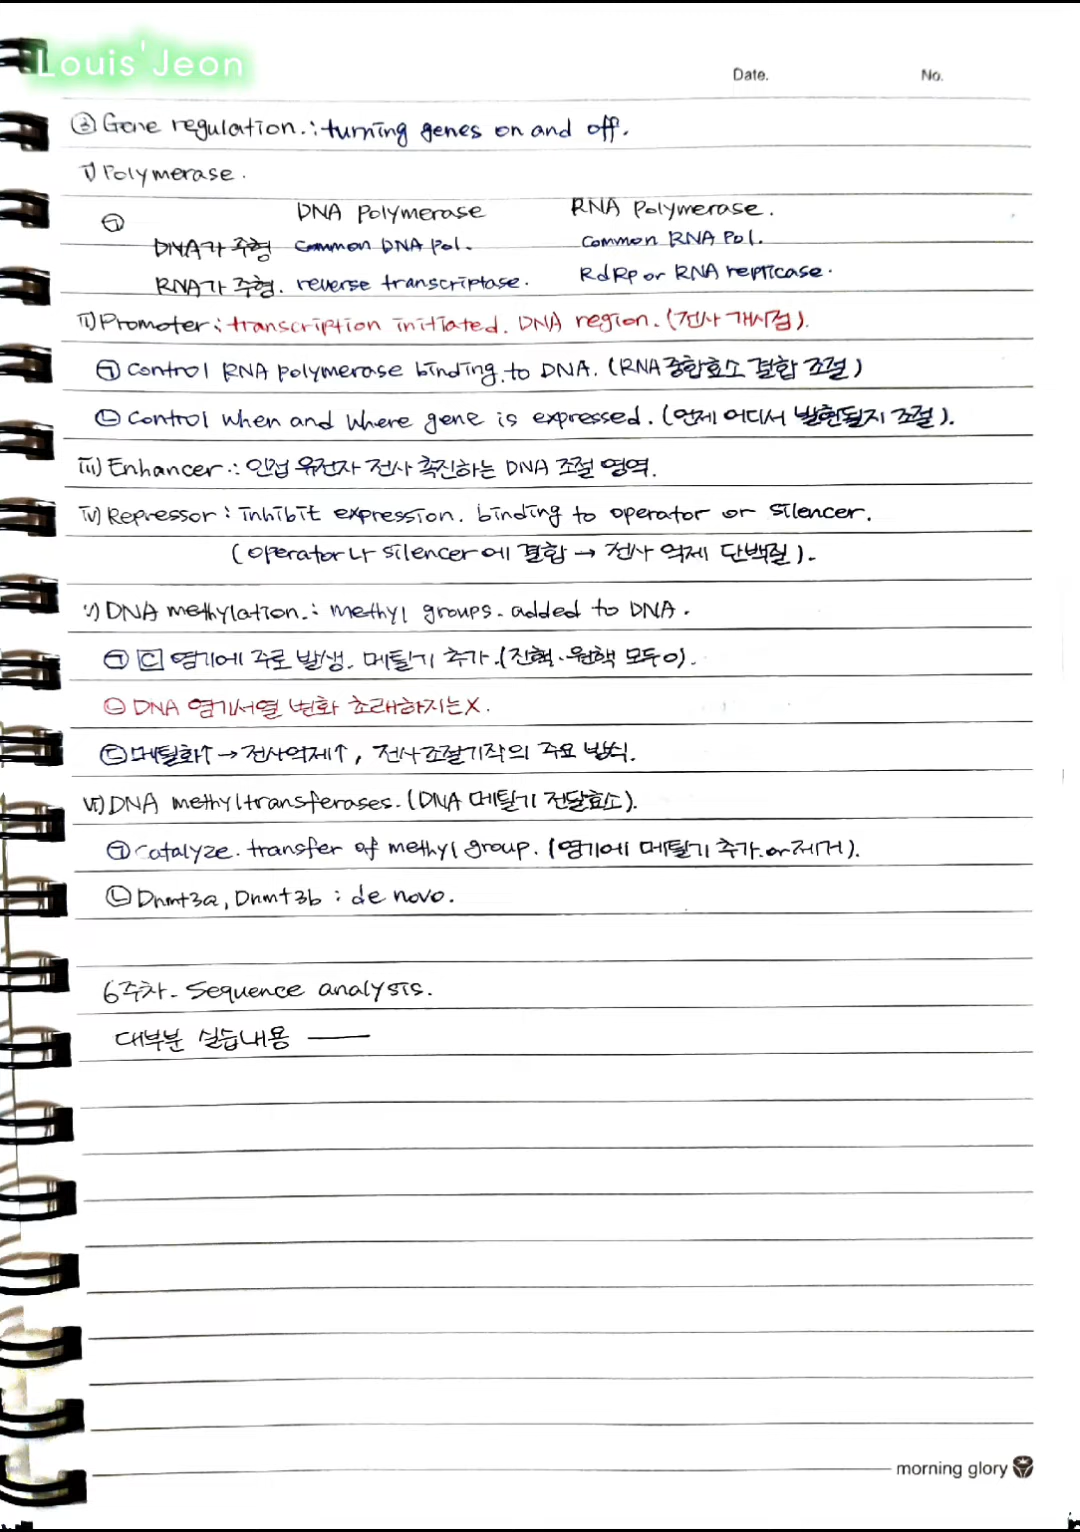 Louis'Jeon
Date. No.
③ Gene regulation.: turning genes on and off.
ⅰ) Polymerase.
㉠ DNA Polymerase RNA Polymerase.
DNA가 주형 common DNA Pol. common RNA Pol.
RNA가 주형. reverse transcriptase. RdRp or RNA replicase.
ⅱ) Promoter: transcription initiated. DNA region. (전사 개시점).
㉠ Control RNA polymerase binding. to DNA. (RNA 중합효소 결합 조절)
㉡ Control when and where gene is expressed. (언제 어디서 발현될지 조절).
ⅲ) Enhancer.: 인접 유전자 전사 촉진하는 DNA 조절 영역.
ⅳ) Repressor: inhibit expression. binding to operator or silencer.
(operator나 silencer에 결합 → 전사 억제 단백질).
ⅴ) DNA methylation.: methyl groups. added to DNA.
㉠ C 염기에 주로 발생. 메틸기 추가. (진핵·원핵 모두 O).
㉡ DNA 염기서열 변화 초래하지는 X.
㉢ 메틸화↑ → 전사억제↑, 전사조절기작의 주요 방식.
ⅵ) DNA methyltransferases. (DNA 메틸기 전달효소).
㉠ Catalyze. transfer of methyl group. (염기에 메틸기 추가.or 제거).
㉡ Dnmt3a, Dnmt3b : de novo.
6주차- Sequence analysis.
대부분 실습내용 —
morning glory